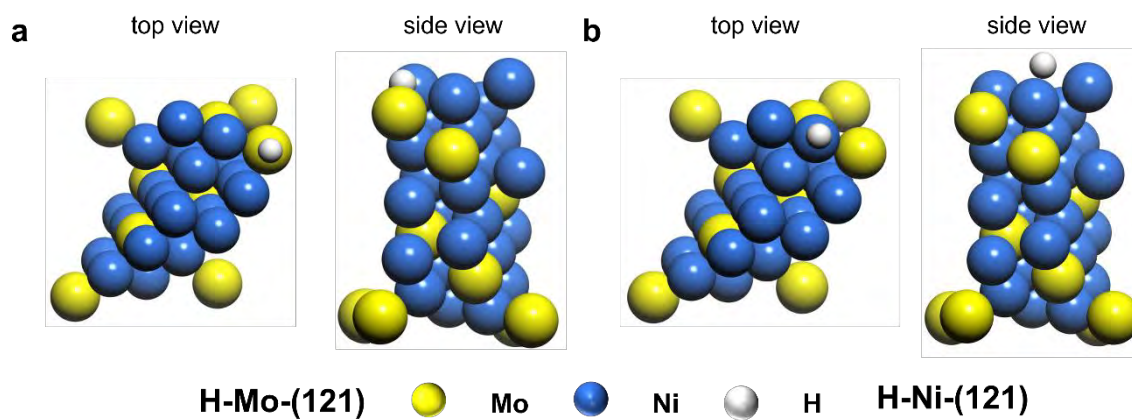 a top view side view b top view side view
H-Mo-(121) Mo Ni H H-Ni-(121)